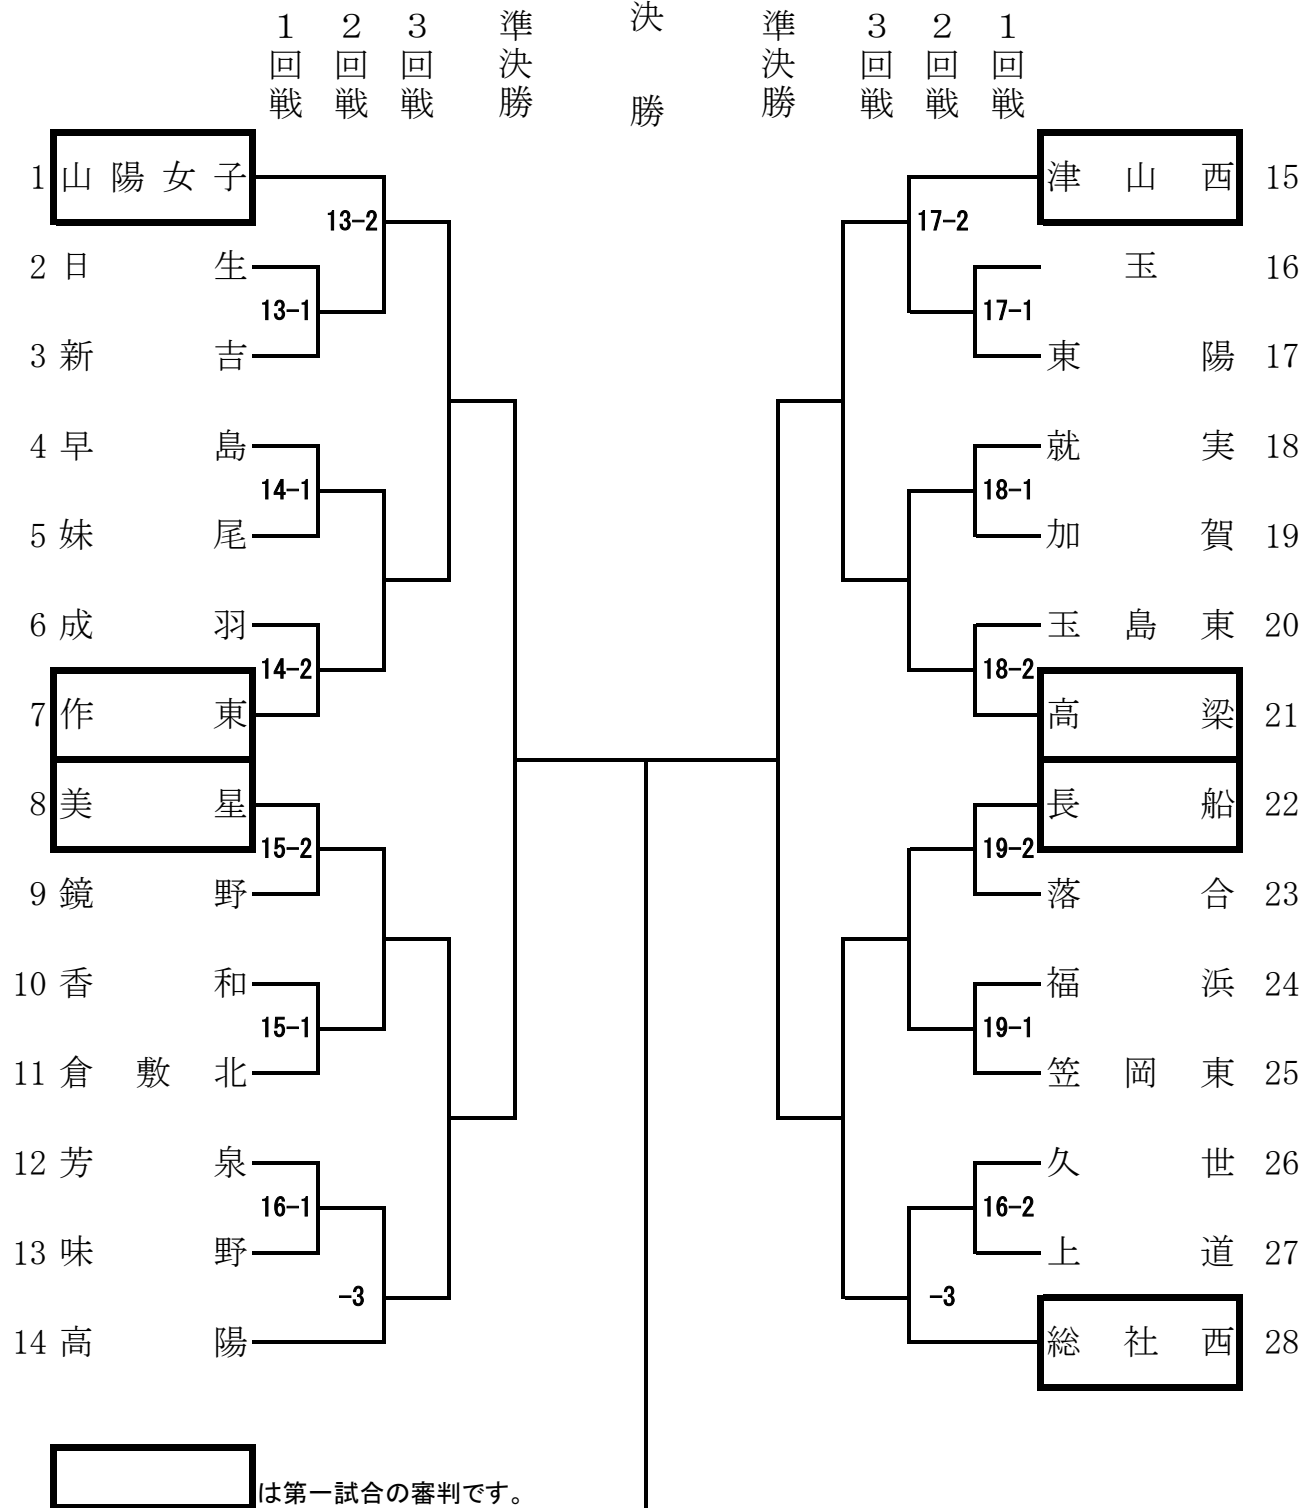 1回戦 2回戦 3回戦 準決勝 決勝 準決勝 3回戦 2回戦 1回戦
1 山陽女子 津山西 15
13-2 17-2
2 日生 玉 16
13-1 17-1
3 新吉 東陽 17
4 早島 就実 18
14-1 18-1
5 妹尾 加賀 19
6 成羽 玉島東 20
14-2 18-2
7 作東 高梁 21
8 美星 長船 22
15-2 19-2
9 鏡野 落合 23
10 香和 福浜 24
15-1 19-1
11 倉敷北 笠岡東 25
12 芳泉 久世 26
16-1 16-2
13 味野 上道 27
-3 -3
14 高陽 総社西 28
は第一試合の審判です。